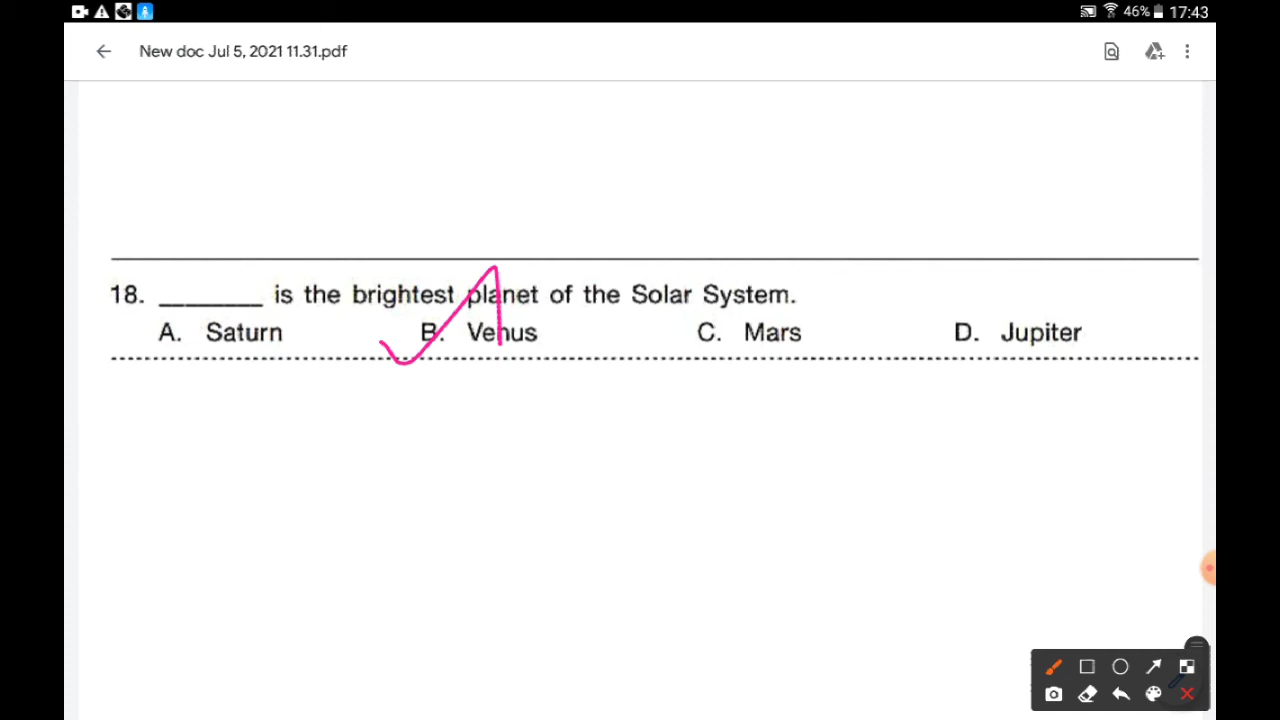 46% 17:43
New doc Jul 5, 2021 11.31.pdf
18. ________ is the brightest planet of the Solar System.
A. Saturn B. Venus C. Mars D. Jupiter